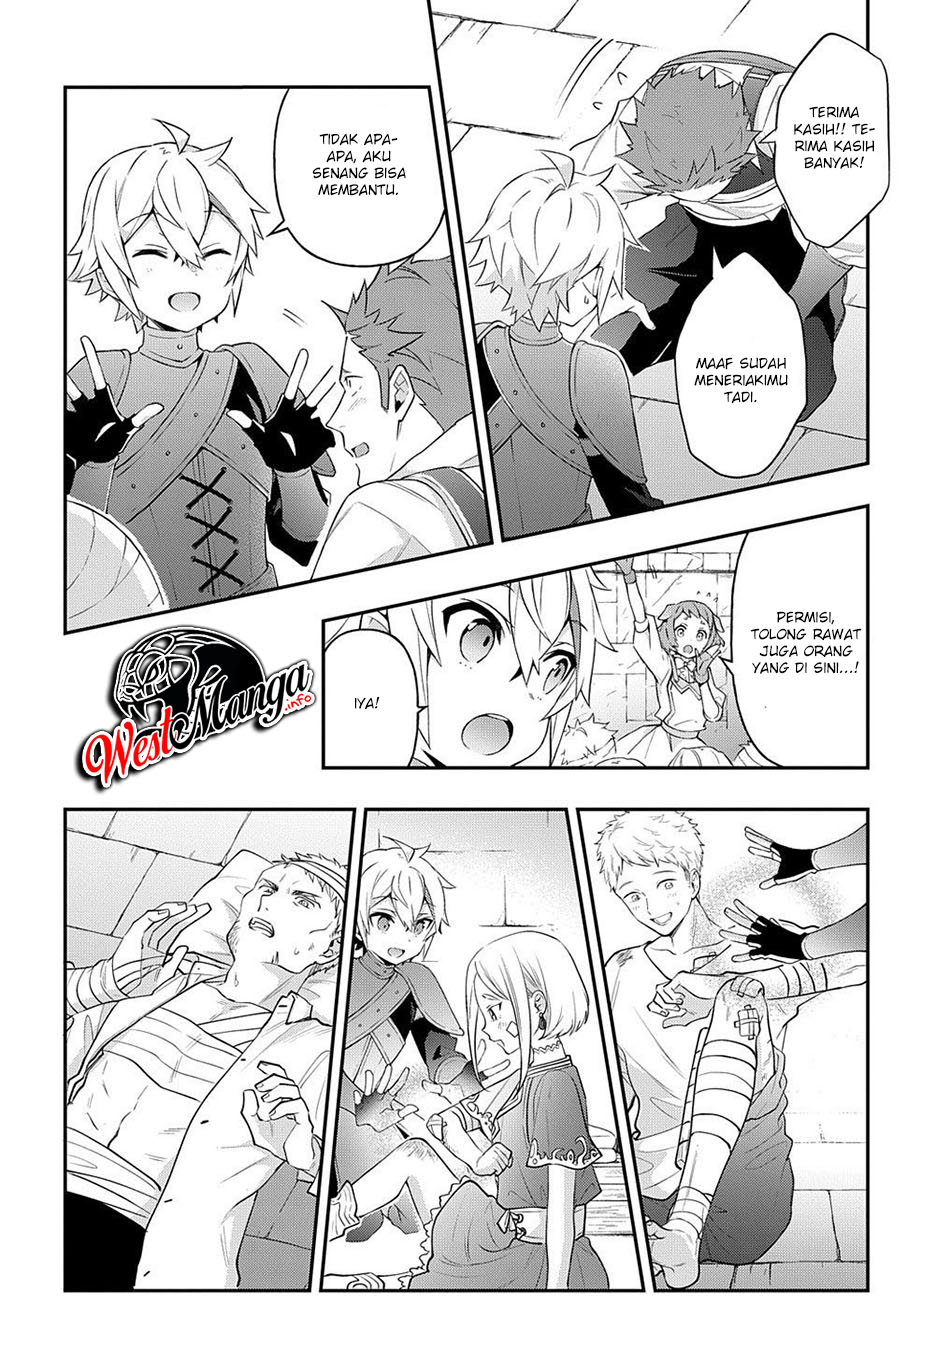 TERIMA
KASIH!! TE-
RIMA KASIH
BANYAK!
MAAF SUDAH
MENERIAKIMU
TADI.
TIDAK APA-
APA, AKU
SENANG BISA
MEMBANTU.
PERMISI,
TOLONG RAWAT
JUGA ORANG
YANG DI SINI...!
IYA!
WestManga
.info